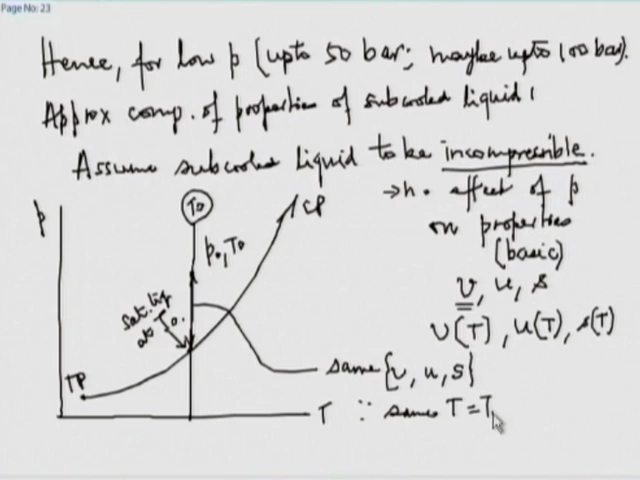 Page No: 23
Hence, for low p (upto 50 bar; maybe upto 100 bar).
Approx comp. of properties of subcooled liquid:
Assume subcooled liquid to be incompressible.
→ n. effect of p
on properties
(basic)
v, u, s
v(T), u(T), s(T)
p
T₀
CP
p₀, T₀
sat. liq
at T₀.
TP
T
same {v, u, s}
∵ same T = T